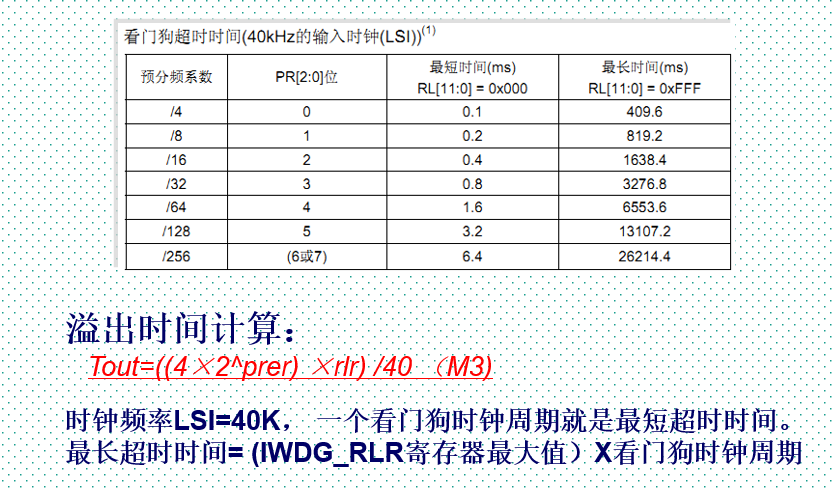 看门狗超时时间(40kHz的输入时钟(LSI))(1)
预分频系数 PR[2:0]位 最短时间(ms) RL[11:0] = 0x000 最长时间(ms) RL[11:0] = 0xFFF
/4 0 0.1 409.6
/8 1 0.2 819.2
/16 2 0.4 1638.4
/32 3 0.8 3276.8
/64 4 1.6 6553.6
/128 5 3.2 13107.2
/256 (6或7) 6.4 26214.4
溢出时间计算：
Tout=((4×2^prer) ×rlr) /40 （M3)
时钟频率LSI=40K， 一个看门狗时钟周期就是最短超时时间。
最长超时时间= (IWDG_RLR寄存器最大值）X看门狗时钟周期